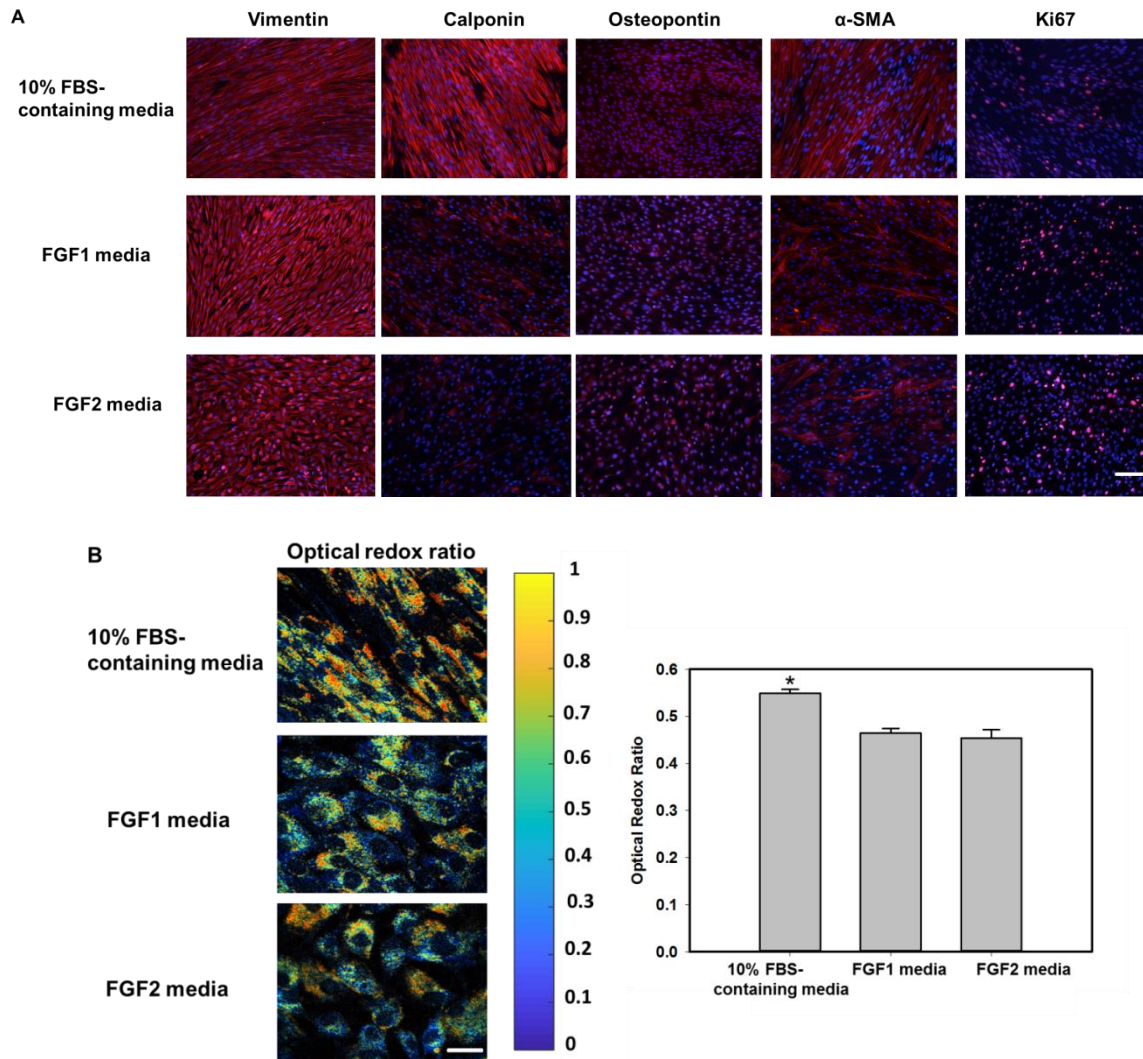 A
Vimentin Calponin Osteopontin α-SMA Ki67
10% FBS-
containing media
FGF1 media
FGF2 media
B
Optical redox ratio
10% FBS-
containing media
FGF1 media
FGF2 media
1
0.9
0.8
0.7
0.6
0.5
0.4
0.3
0.2
0.1
0
Optical Redox Ratio
0.6
0.5
0.4
0.3
0.2
0.1
0.0
*
10% FBS-
containing media
FGF1 media
FGF2 media